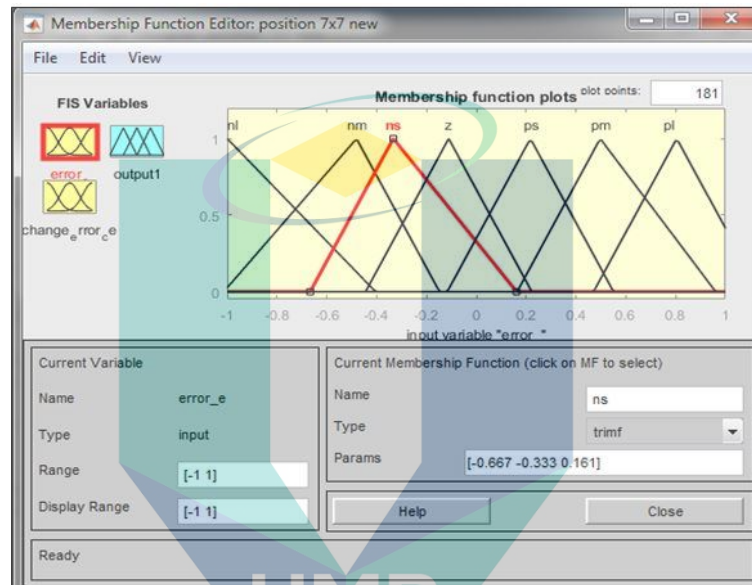 Membership Function Editor: position 7x7 new
File Edit View
FIS Variables
Membership function plots plot points: 181
nl nm ns z ps pm pl
1
0.5
0
-1 -0.8 -0.6 -0.4 -0.2 0 0.2 0.4 0.6 0.8 1
input variable "error_"
error_ output1
change_error_ce
Current Variable
Name error_e
Type input
Range [-1 1]
Display Range [-1 1]
Current Membership Function (click on MF to select)
Name ns
Type trimf
Params [-0.667 -0.333 0.161]
Help Close
Ready
UMP